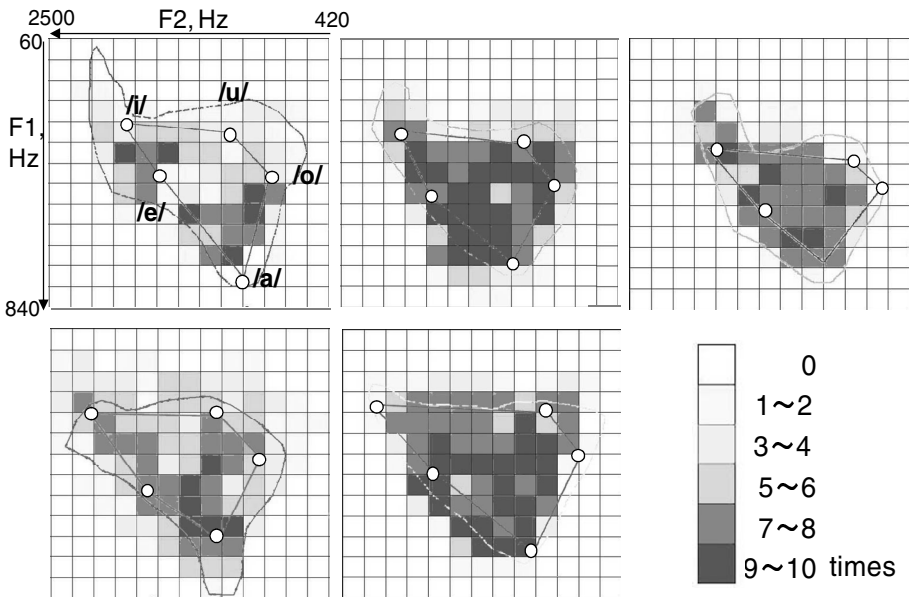 2500 F2, Hz 420
60
F1,
Hz
/i/ /u/
/o/
/e/
/a/
840
0
1~2
3~4
5~6
7~8
9~10 times